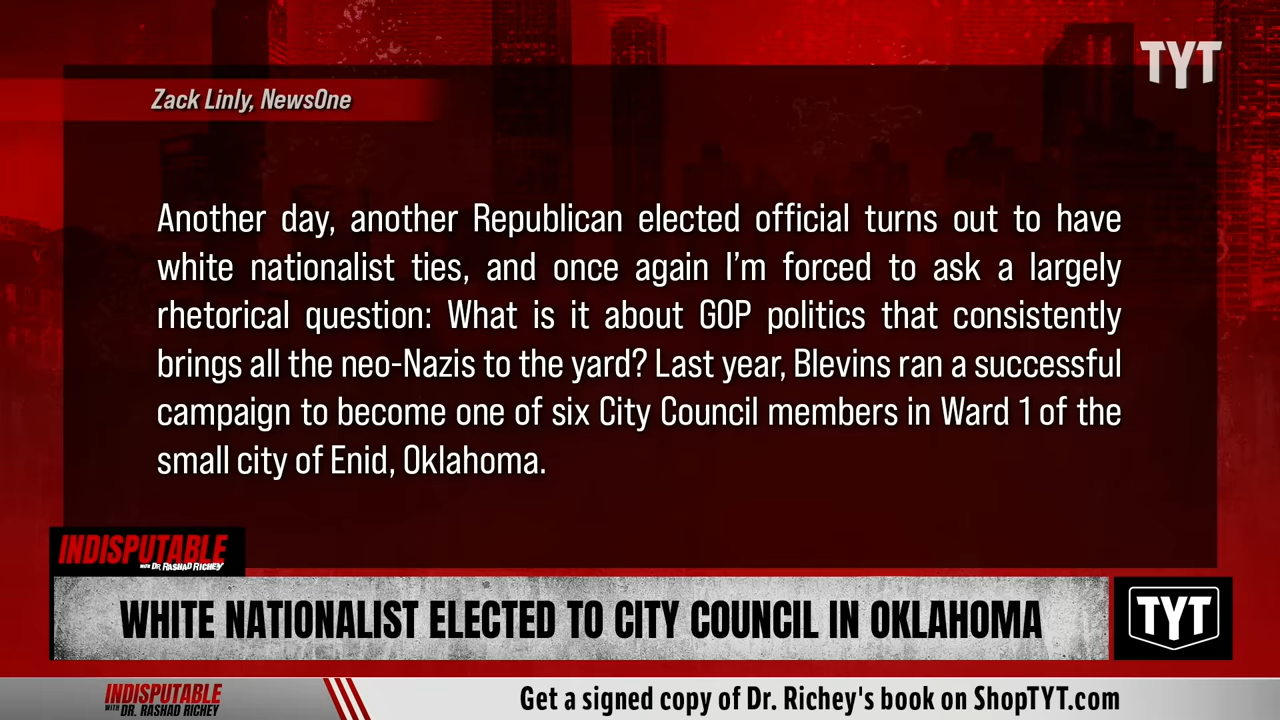 TYT
Zack Linly, NewsOne
Another day, another Republican elected official turns out to have
white nationalist ties, and once again I'm forced to ask a largely
rhetorical question: What is it about GOP politics that consistently
brings all the neo-Nazis to the yard? Last year, Blevins ran a successful
campaign to become one of six City Council members in Ward 1 of the
small city of Enid, Oklahoma.
INDISPUTABLE
WITH DR. RASHAD RICHEY
WHITE NATIONALIST ELECTED TO CITY COUNCIL IN OKLAHOMA
TYT
INDISPUTABLE
WITH DR. RASHAD RICHEY
Get a signed copy of Dr. Richey's book on ShopTYT.com